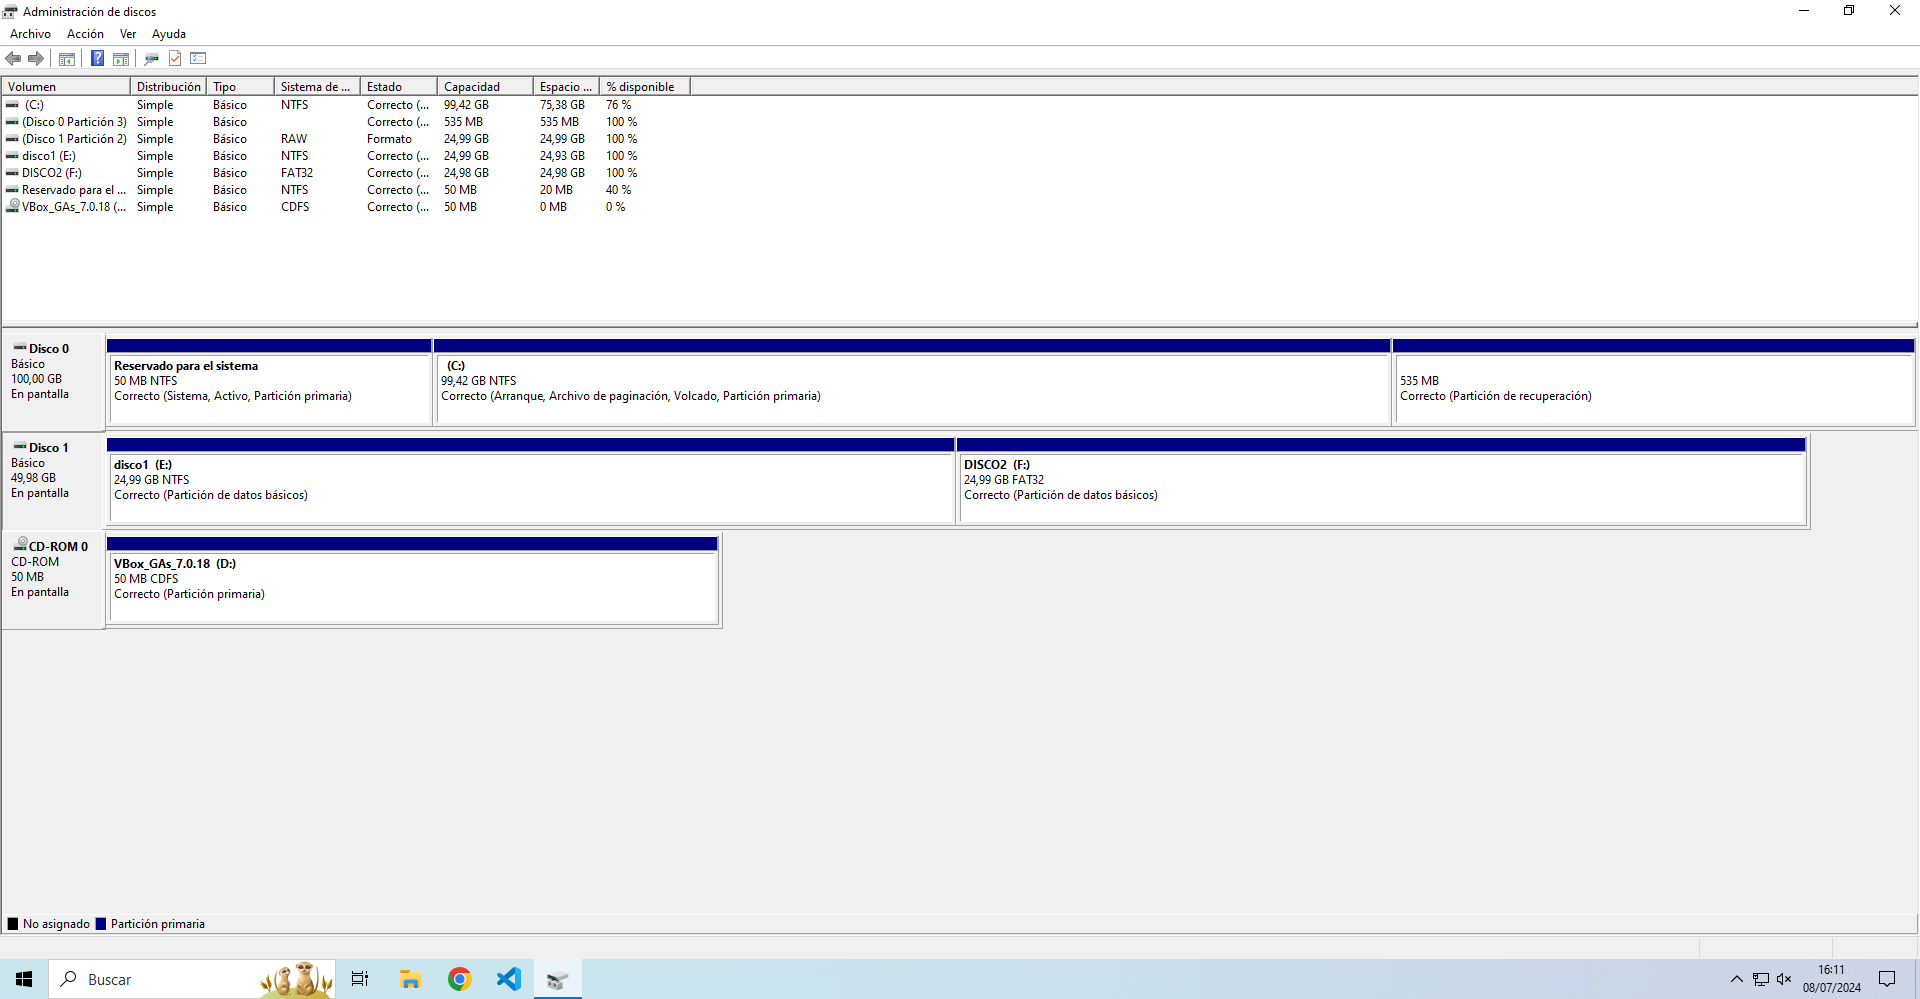 Administración de discos
Archivo Acción Ver Ayuda
Volumen Distribución Tipo Sistema de ... Estado Capacidad Espacio ... % disponible
(C:) Simple Básico NTFS Correcto (... 99,42 GB 75,38 GB 76 %
(Disco 0 Partición 3) Simple Básico Correcto (... 535 MB 535 MB 100 %
(Disco 1 Partición 2) Simple Básico RAW Formato 24,99 GB 24,99 GB 100 %
disco1 (E:) Simple Básico NTFS Correcto (... 24,99 GB 24,93 GB 100 %
DISCO2 (F:) Simple Básico FAT32 Correcto (... 24,98 GB 24,98 GB 100 %
Reservado para el ... Simple Básico NTFS Correcto (... 50 MB 20 MB 40 %
VBox_GAs_7.0.18 (... Simple Básico CDFS Correcto (... 50 MB 0 MB 0 %
Disco 0
Básico
100,00 GB
En pantalla
Reservado para el sistema
50 MB NTFS
Correcto (Sistema, Activo, Partición primaria)
(C:)
99,42 GB NTFS
Correcto (Arranque, Archivo de paginación, Volcado, Partición primaria)
535 MB
Correcto (Partición de recuperación)
Disco 1
Básico
49,98 GB
En pantalla
disco1 (E:)
24,99 GB NTFS
Correcto (Partición de datos básicos)
DISCO2 (F:)
24,99 GB FAT32
Correcto (Partición de datos básicos)
CD-ROM 0
CD-ROM
50 MB
En pantalla
VBox_GAs_7.0.18 (D:)
50 MB CDFS
Correcto (Partición primaria)
No asignado Partición primaria
Buscar
16:11
08/07/2024